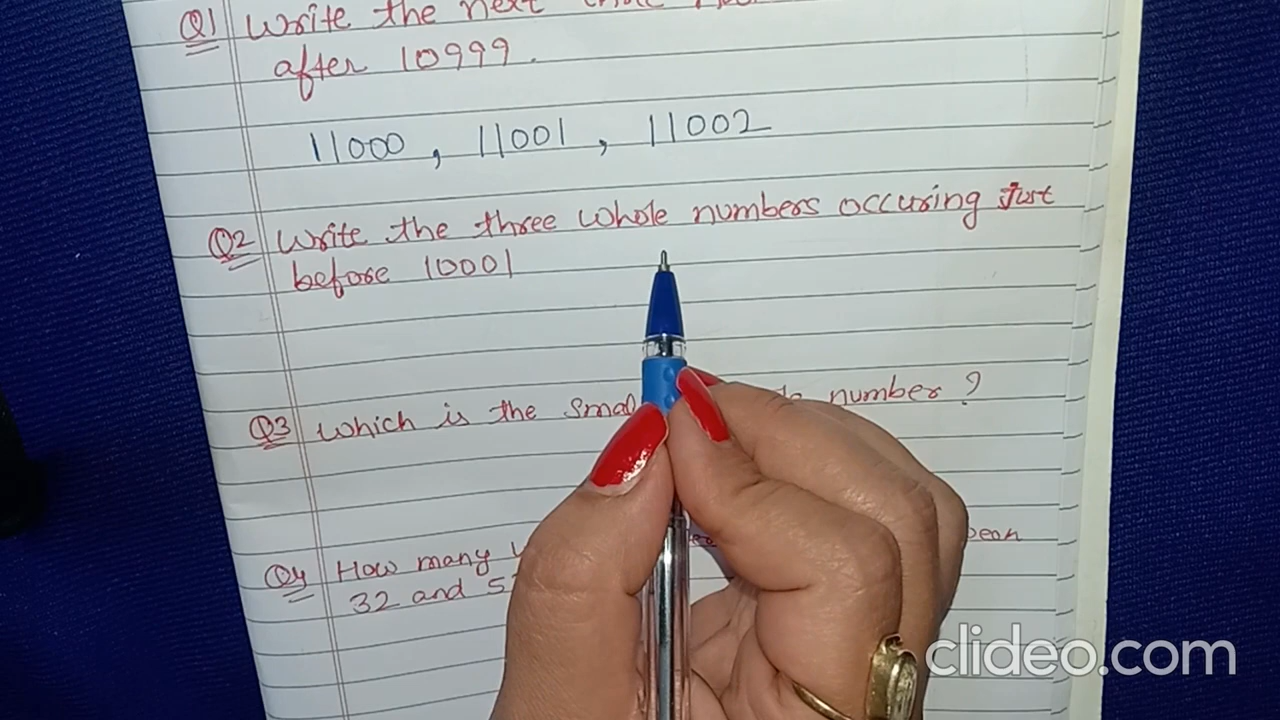 Q1 Write the next
after 10999.
11000, 11001, 11002
Q2 Write the three whole numbers occuring Just
before 10001
Q3 Which is the number?
Q4 How many
32 and
clideo.com